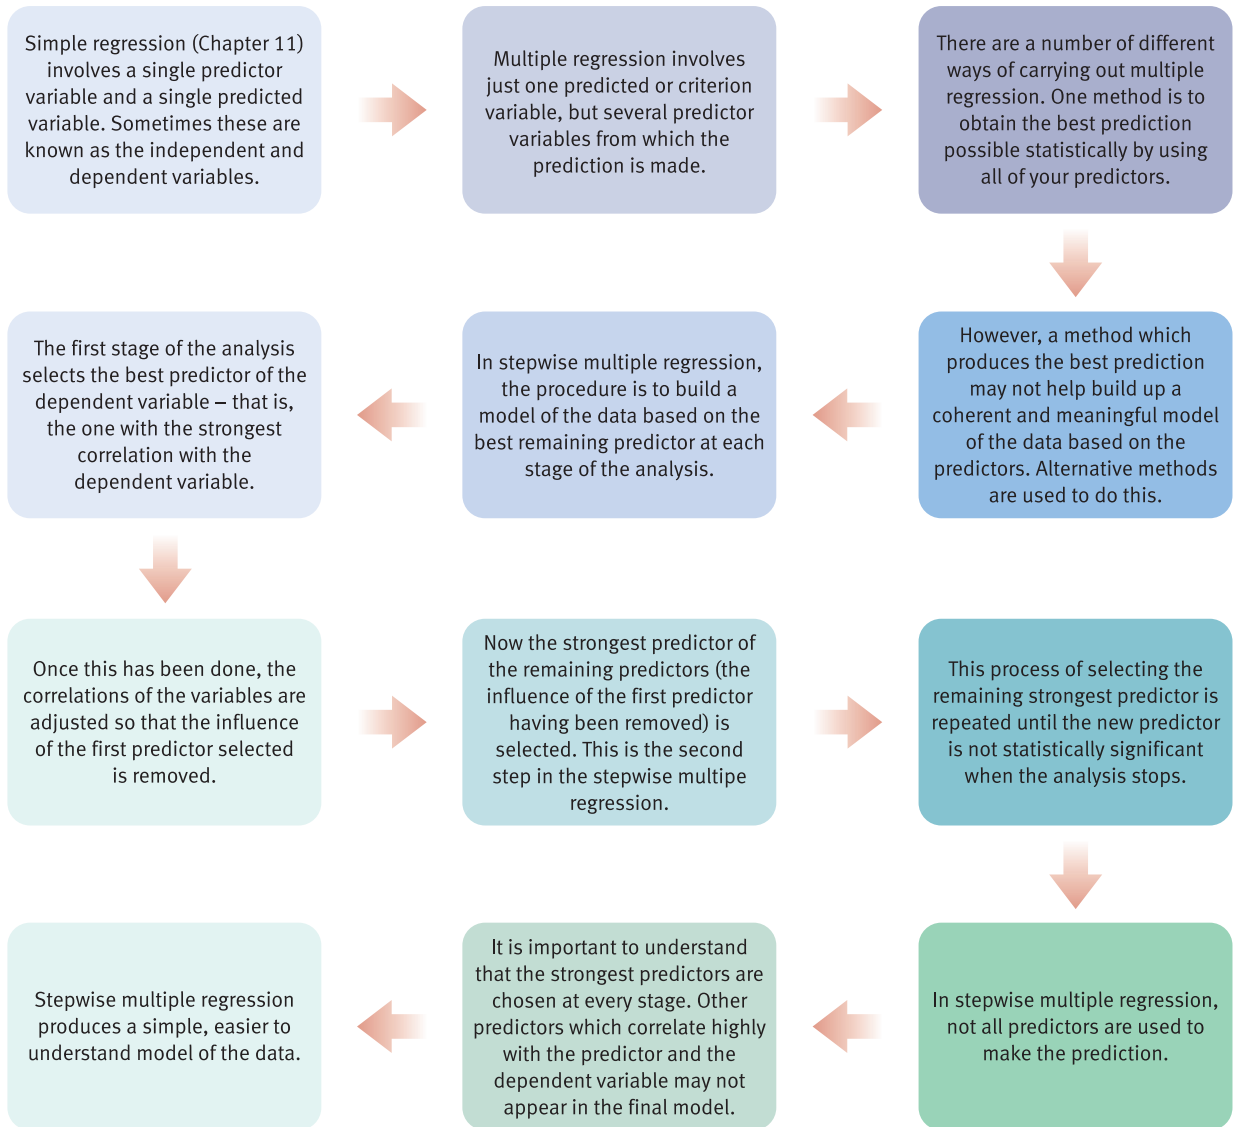 Simple regression (Chapter 11)
involves a single predictor
variable and a single predicted
variable. Sometimes these are
known as the independent and
dependent variables.
Multiple regression involves
just one predicted or criterion
variable, but several predictor
variables from which the
prediction is made.
There are a number of different
ways of carrying out multiple
regression. One method is to
obtain the best prediction
possible statistically by using
all of your predictors.
However, a method which
produces the best prediction
may not help build up a
coherent and meaningful model
of the data based on the
predictors. Alternative methods
are used to do this.
In stepwise multiple regression,
the procedure is to build a
model of the data based on the
best remaining predictor at each
stage of the analysis.
The first stage of the analysis
selects the best predictor of the
dependent variable – that is,
the one with the strongest
correlation with the
dependent variable.
Once this has been done, the
correlations of the variables are
adjusted so that the influence
of the first predictor selected
is removed.
Now the strongest predictor of
the remaining predictors (the
influence of the first predictor
having been removed) is
selected. This is the second
step in the stepwise multipe
regression.
This process of selecting the
remaining strongest predictor is
repeated until the new predictor
is not statistically significant
when the analysis stops.
In stepwise multiple regression,
not all predictors are used to
make the prediction.
It is important to understand
that the strongest predictors are
chosen at every stage. Other
predictors which correlate highly
with the predictor and the
dependent variable may not
appear in the final model.
Stepwise multiple regression
produces a simple, easier to
understand model of the data.